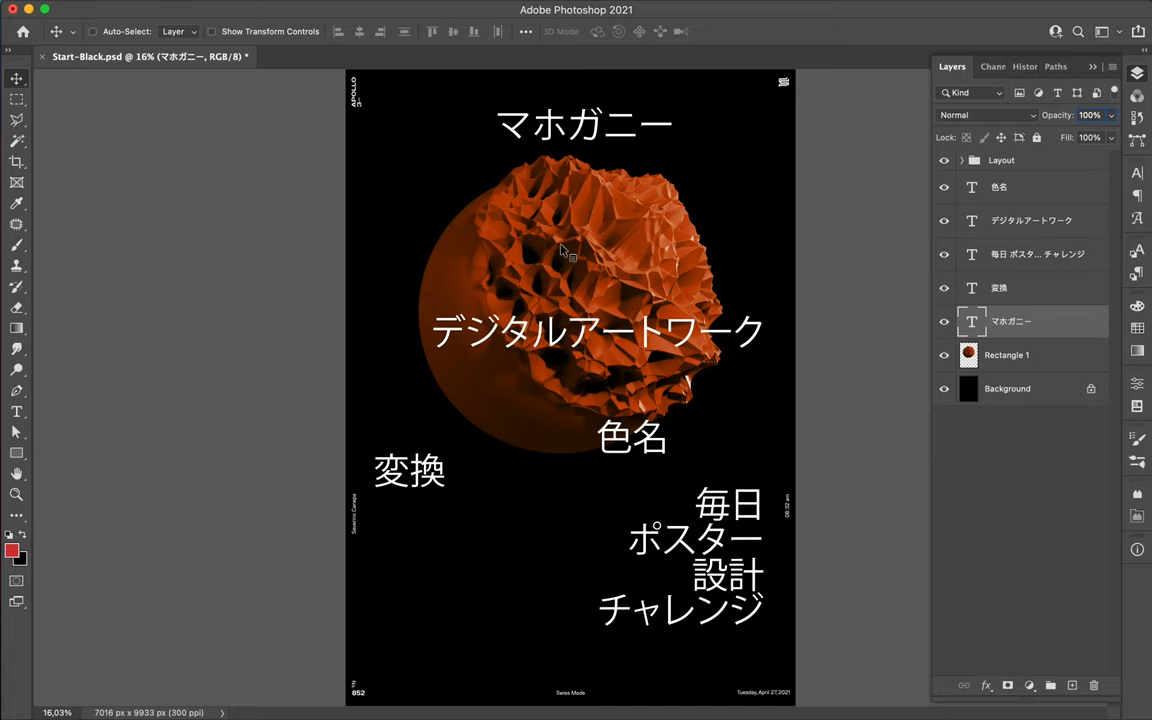 Adobe Photoshop 2021
Auto-Select:
Layer
Show Transform Controls
3D Mode:
Start-Black.psd @ 16% (マホガニー, RGB/8) *
APOLLO
マホガニー
デジタルアートワーク
色名
変換
毎日
ポスター
設計
チャレンジ
Severino Canepa
08:32 am
852
Swiss Made
Tuesday, April 27, 2021
Layers
Chann
Histor
Paths
Kind
Normal
Opacity: 100%
Lock:
Fill: 100%
Layout
色名
デジタルアートワーク
毎日 ポスタ... チャレンジ
変換
マホガニー
Rectangle 1
Background
16,03%
7016 px x 9933 px (300 ppi)